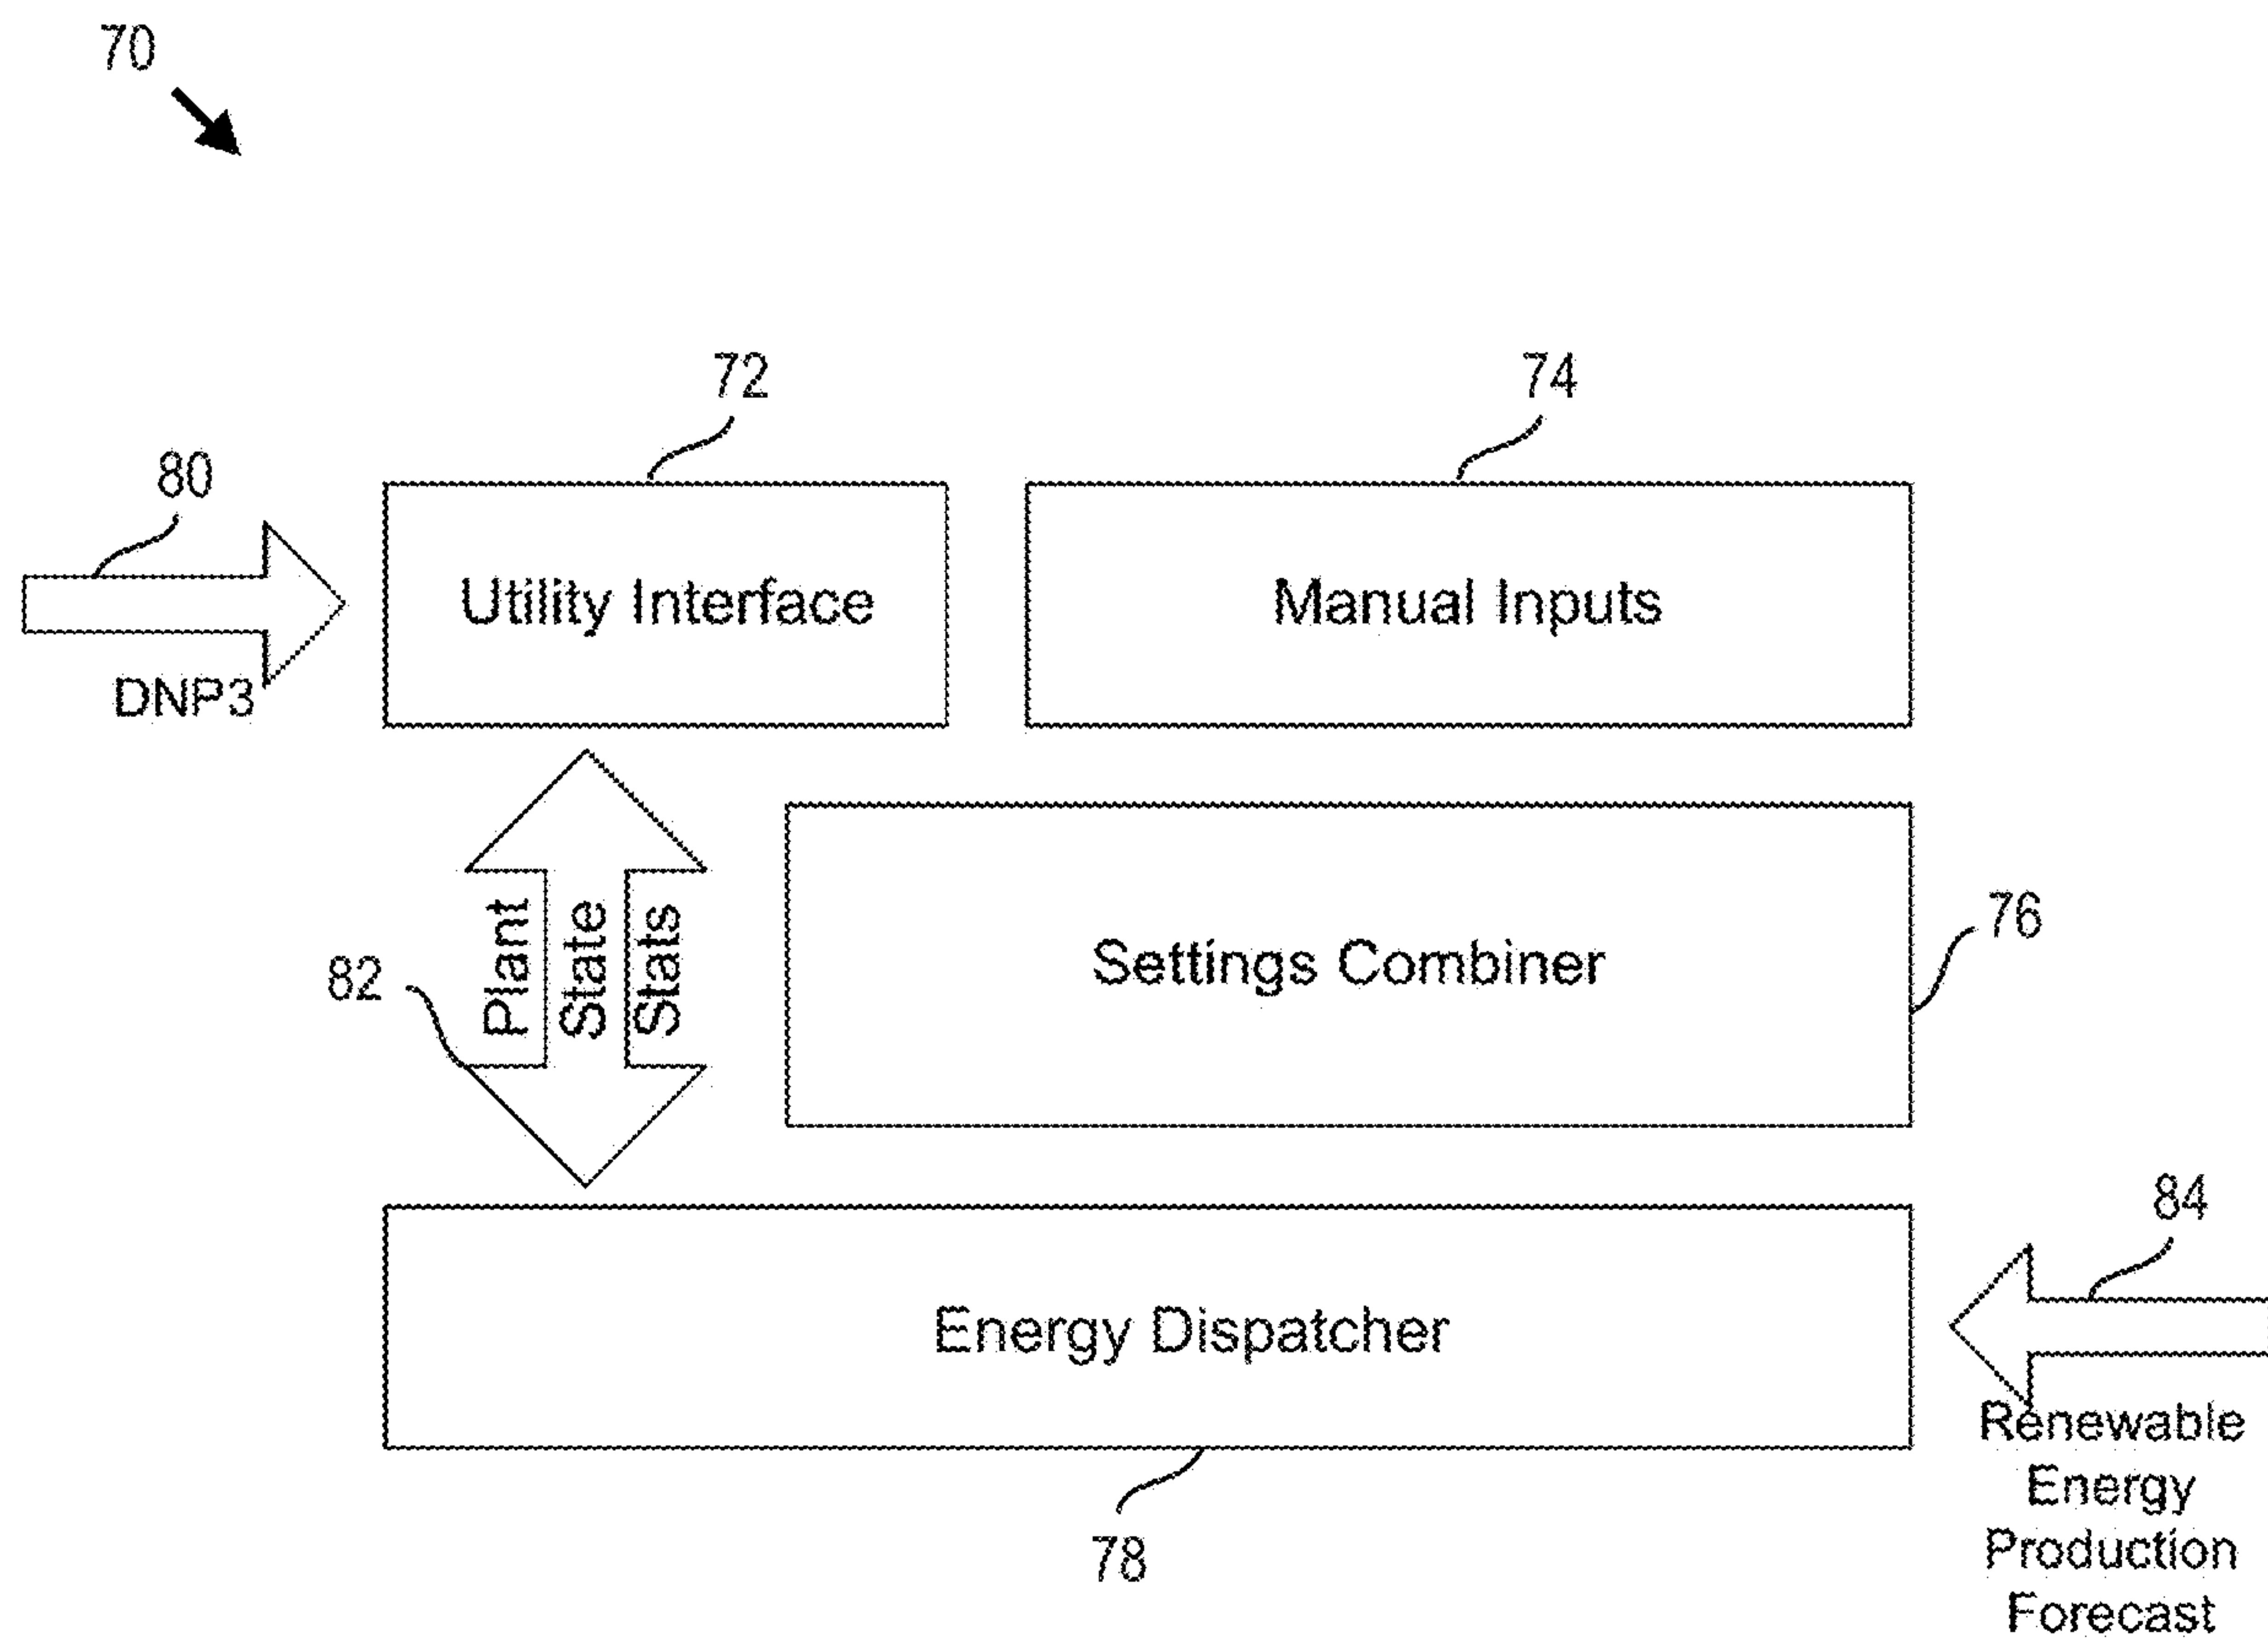 70
72
74
80
Utility Interface
Manual Inputs
DNP3
Plant
State
Stats
82
Settings Combiner
76
84
Energy Dispatcher
Renewable
Energy
Production
Forecast
78